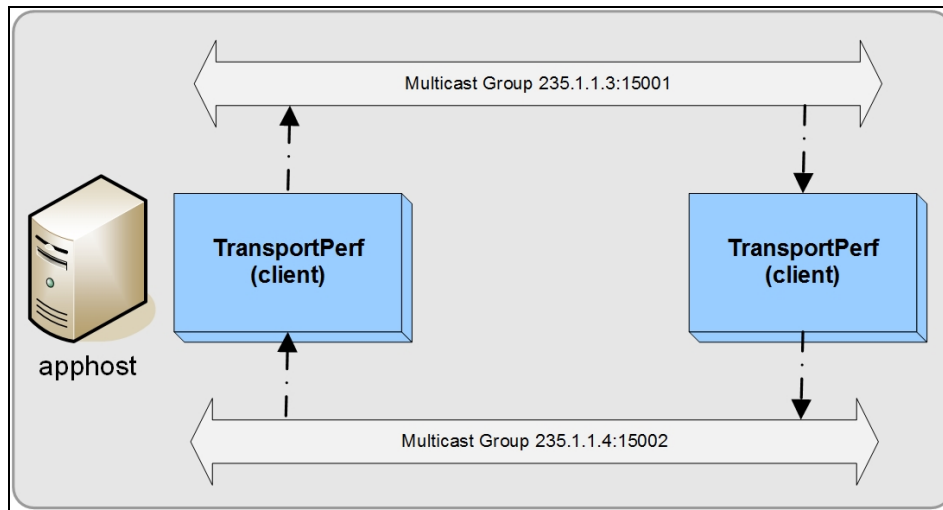 Multicast Group 235.1.1.3:15001
TransportPerf
(client)
TransportPerf
(client)
apphost
Multicast Group 235.1.1.4:15002